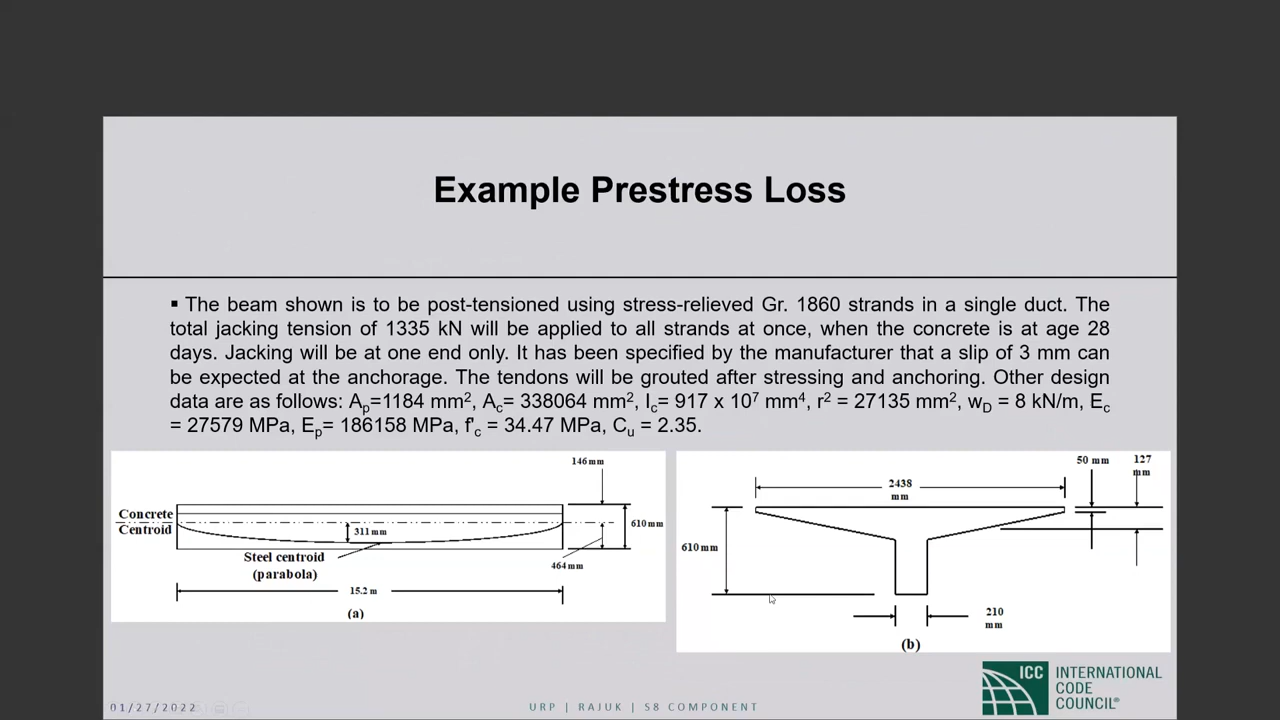 Example Prestress Loss
▪ The beam shown is to be post-tensioned using stress-relieved Gr. 1860 strands in a single duct. The
total jacking tension of 1335 kN will be applied to all strands at once, when the concrete is at age 28
days. Jacking will be at one end only. It has been specified by the manufacturer that a slip of 3 mm can
be expected at the anchorage. The tendons will be grouted after stressing and anchoring. Other design
data are as follows: Aₚ=1184 mm², A꜀= 338064 mm², I꜀= 917 x 10⁷ mm⁴, r² = 27135 mm², w_D = 8 kN/m, E꜀
= 27579 MPa, Eₚ= 186158 MPa, f'꜀ = 34.47 MPa, Cᵤ = 2.35.
146 mm
Concrete
Centroid
311 mm
610 mm
Steel centroid
(parabola)
464 mm
15.2 m
(a)
50 mm
127
mm
2438
mm
610 mm
210
mm
(b)
ICC
INTERNATIONAL
CODE
COUNCIL®
01/27/2022
URP | RAJUK | S8 COMPONENT